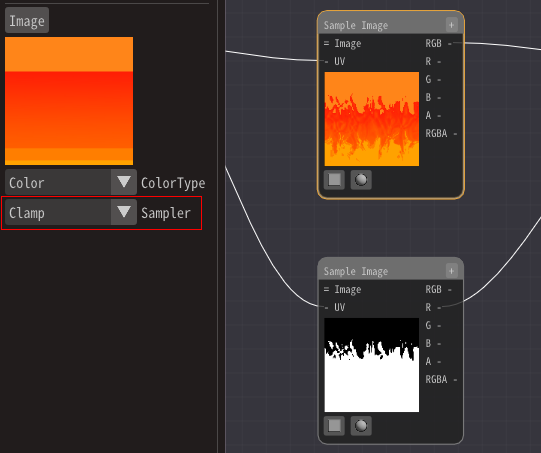 Image
Color ColorType
Clamp Sampler
Sample Image +
= Image RGB -
- UV R -
G -
B -
A -
RGBA -
Sample Image +
= Image RGB -
- UV R -
G -
B -
A -
RGBA -